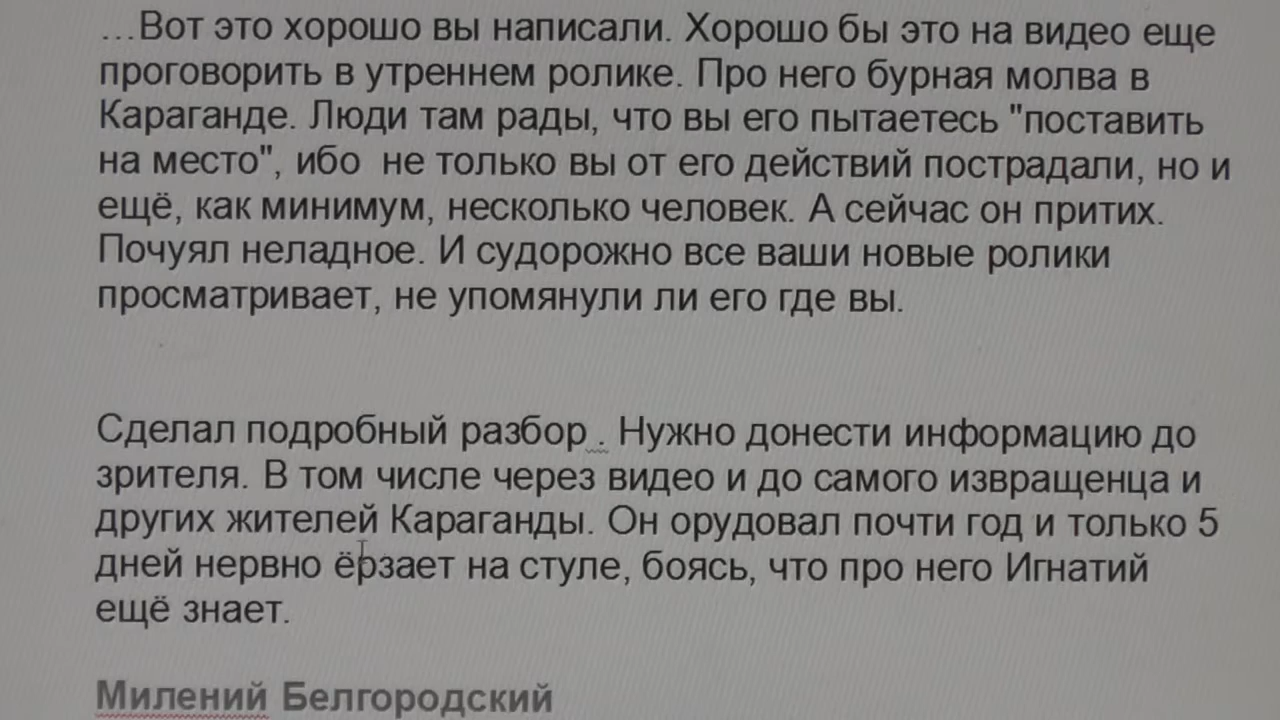 ...Вот это хорошо вы написали. Хорошо бы это на видео еще
проговорить в утреннем ролике. Про него бурная молва в
Караганде. Люди там рады, что вы его пытаетесь "поставить
на место", ибо не только вы от его действий пострадали, но и
ещё, как минимум, несколько человек. А сейчас он притих.
Почуял неладное. И судорожно все ваши новые ролики
просматривает, не упомянули ли его где вы.
Сделал подробный разбор . Нужно донести информацию до
зрителя. В том числе через видео и до самого извращенца и
других жителей Караганды. Он орудовал почти год и только 5
дней нервно ёрзает на стуле, боясь, что про него Игнатий
ещё знает.
Милений Белгородский